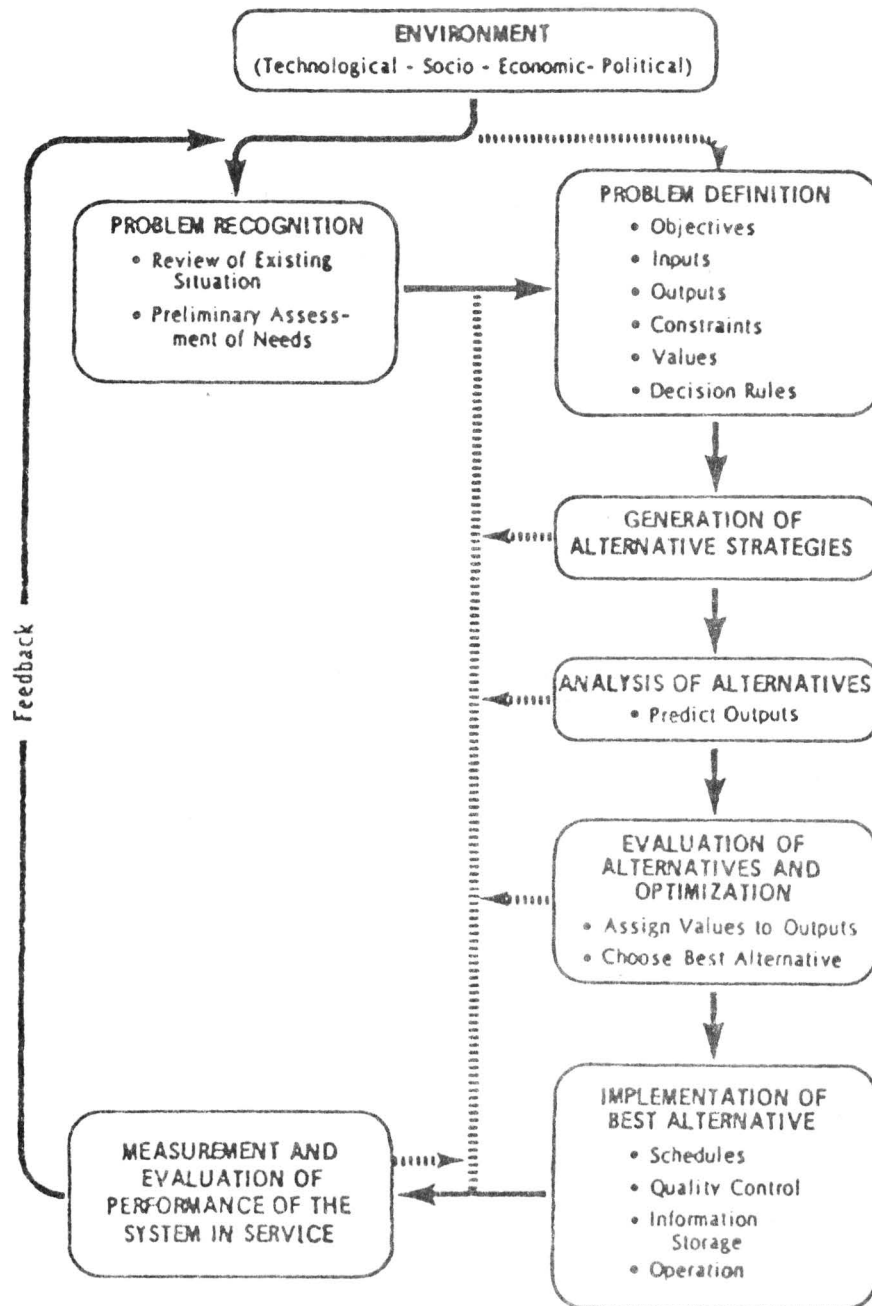 ENVIRONMENT
(Technological - Socio - Economic- Political)
PROBLEM RECOGNITION
• Review of Existing
Situation
• Preliminary Assess-
ment of Needs
PROBLEM DEFINITION
• Objectives
• Inputs
• Outputs
• Constraints
• Values
• Decision Rules
GENERATION OF
ALTERNATIVE STRATEGIES
ANALYSIS OF ALTERNATIVES
• Predict Outputs
EVALUATION OF
ALTERNATIVES AND
OPTIMIZATION
• Assign Values to Outputs
• Choose Best Alternative
IMPLEMENTATION OF
BEST ALTERNATIVE
• Schedules
• Quality Control
• Information
Storage
• Operation
MEASUREMENT AND
EVALUATION OF
PERFORMANCE OF THE
SYSTEM IN SERVICE
Feedback